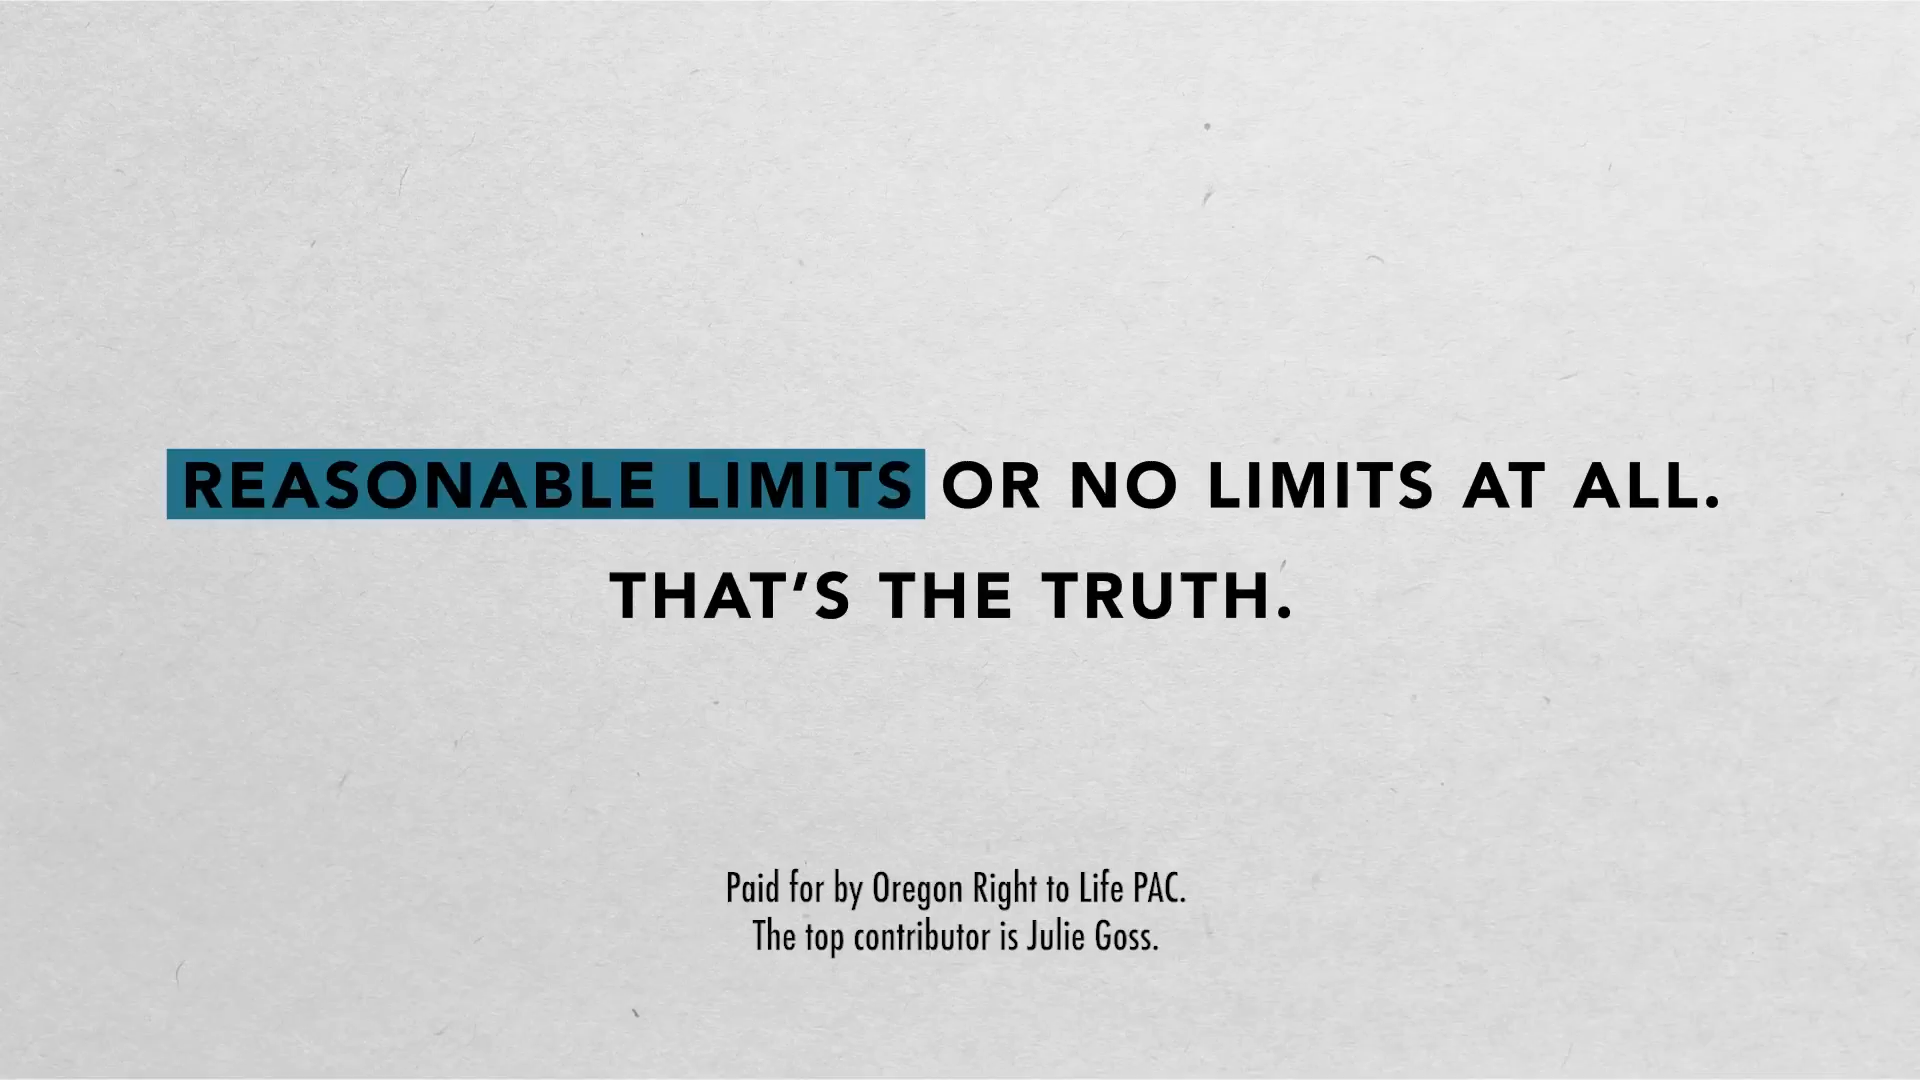 REASONABLE LIMITS OR NO LIMITS AT ALL.
THAT’S THE TRUTH.
Paid for by Oregon Right to Life PAC.
The top contributor is Julie Goss.